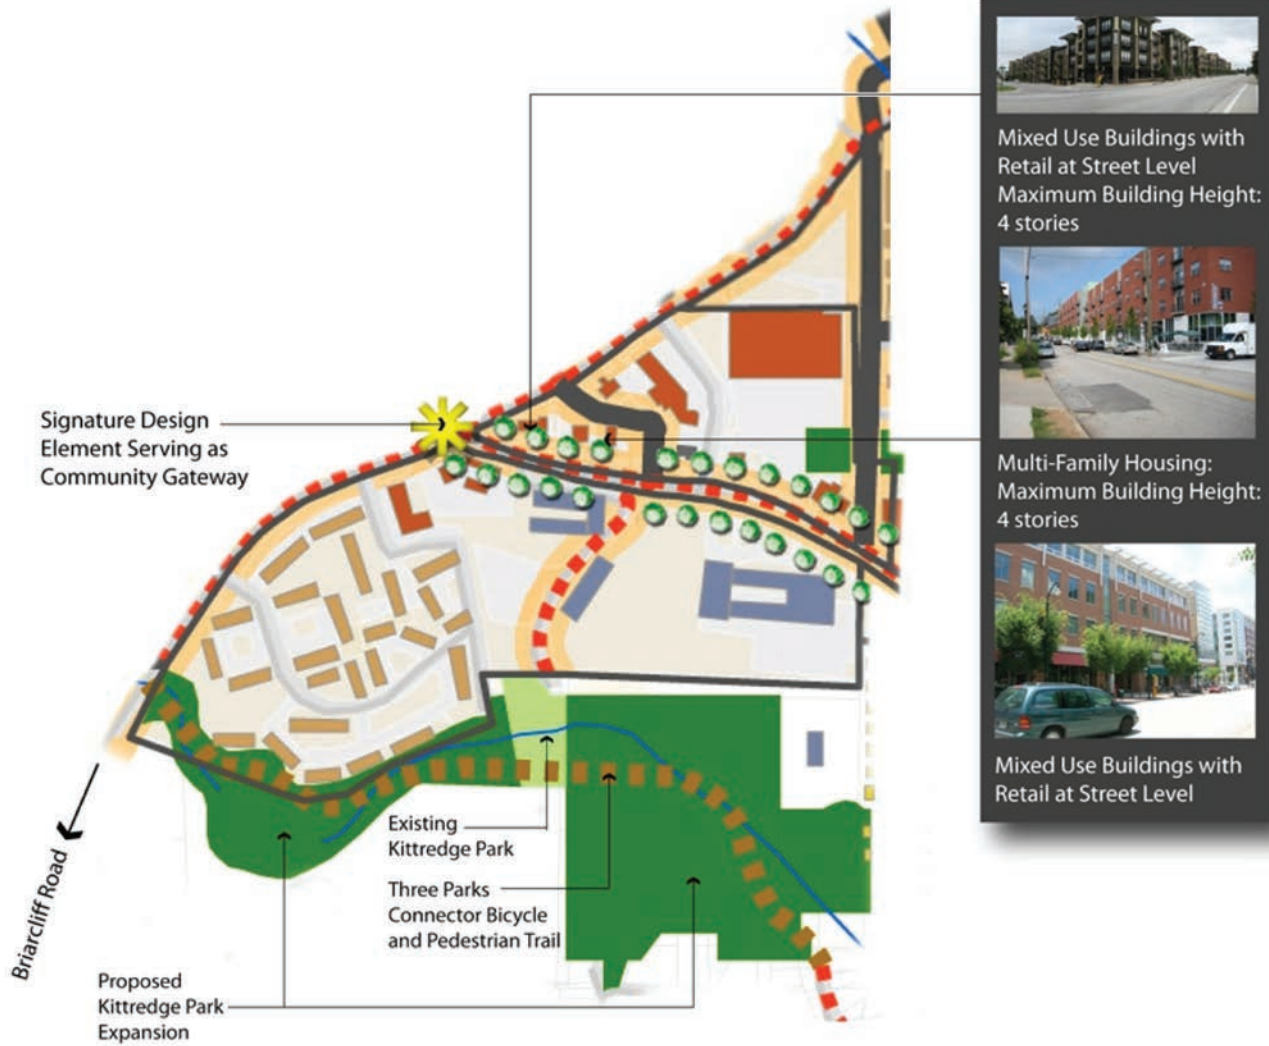 Mixed Use Buildings with
Retail at Street Level
Maximum Building Height:
4 stories
Multi-Family Housing:
Maximum Building Height:
4 stories
Mixed Use Buildings with
Retail at Street Level
Signature Design
Element Serving as
Community Gateway
Existing
Kittredge Park
Three Parks
Connector Bicycle
and Pedestrian Trail
Briarcliff Road
Proposed
Kittredge Park
Expansion